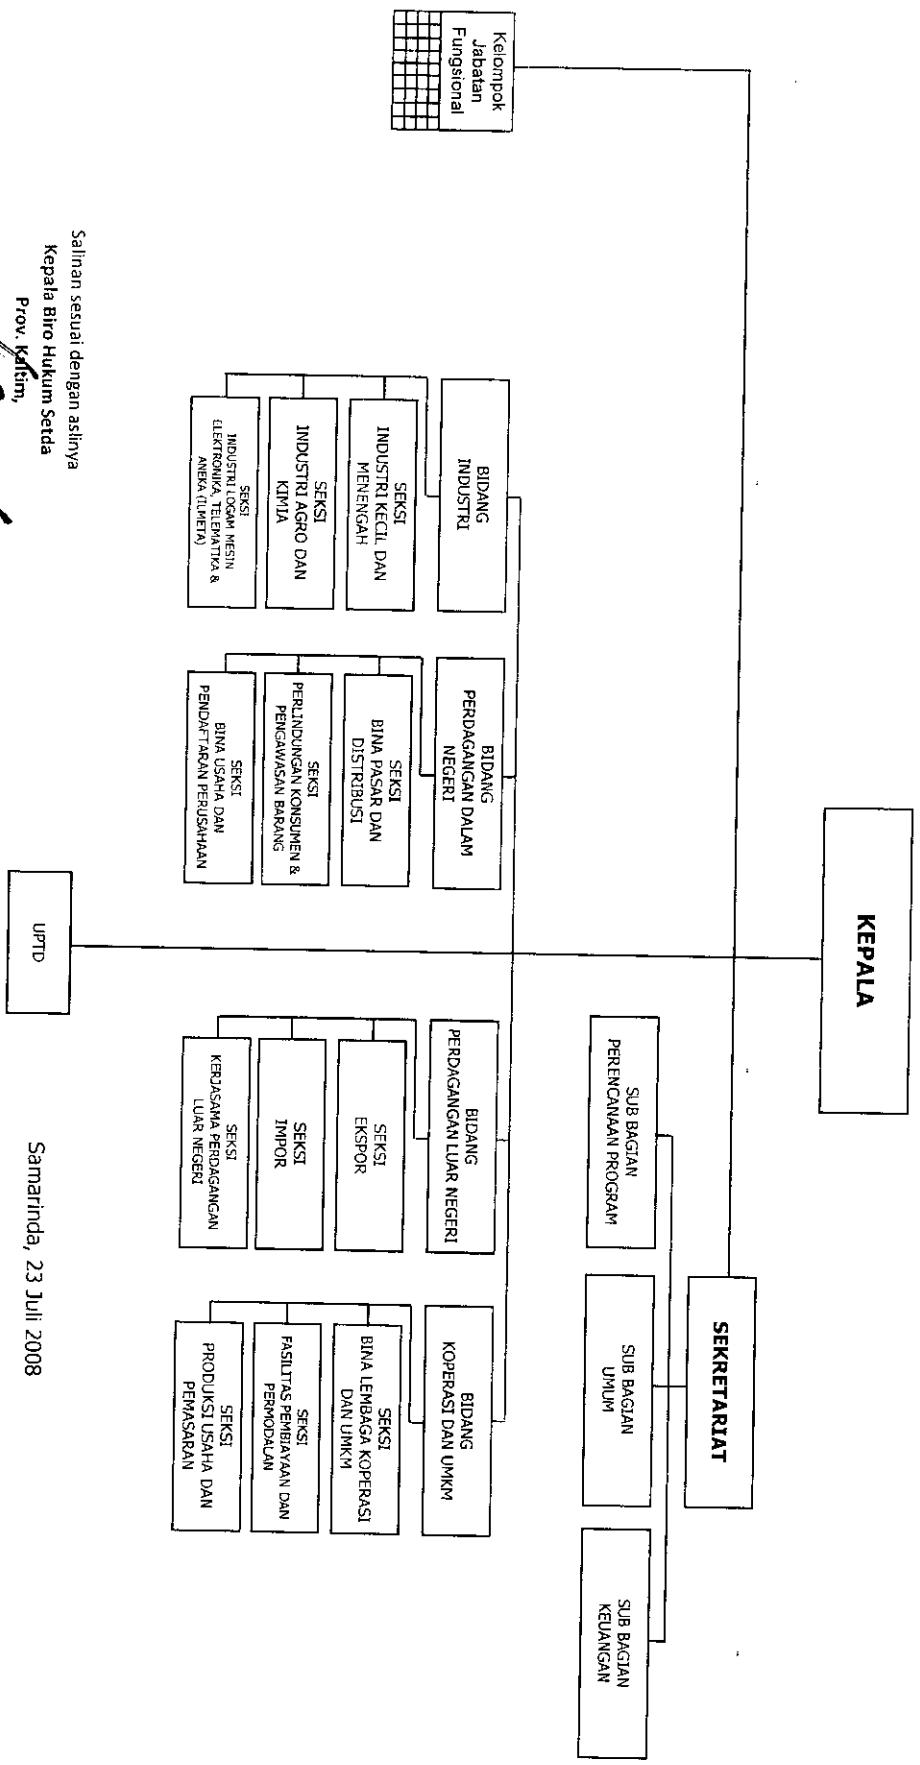 KEPALA
SEKRETARIAT
Kelompok
Jabatan
Fungsional
SUB BAGIAN
PERENCANAAN PROGRAM
SUB BAGIAN
UMUM
SUB BAGIAN
KEUANGAN
BIDANG
INDUSTRI
SEKSI
INDUSTRI KECIL DAN
MENENGAH
SEKSI
INDUSTRI AGRO DAN
KIMIA
SEKSI
INDUSTRI LOGAM MESIN
ELEKTRONIKA, TELEMATIKA &
ANEKA (ILMETA)
BIDANG
PERDAGANGAN DALAM
NEGERI
SEKSI
BINA PASAR DAN
DISTRIBUSI
SEKSI
PERLINDUNGAN KONSUMEN &
PENGAWASAN BARANG
SEKSI
BINA USAHA DAN
PENDAFTARAN PERUSAHAAN
BIDANG
PERDAGANGAN LUAR NEGERI
SEKSI
EKSPOR
SEKSI
IMPOR
SEKSI
KERJASAMA PERDAGANGAN
LUAR NEGERI
BIDANG
KOPERASI DAN UMKM
SEKSI
BINA LEMBAGA KOPERASI
DAN UMKM
SEKSI
FASILITAS PEMBIAYAAN DAN
PERMODALAN
SEKSI
PRODUKSI USAHA DAN
PEMASARAN
UPTD
Salinan sesuai dengan aslinya
Kepala Biro Hukum Setda
Prov. Kaltim,
Samarinda, 23 Juli 2008